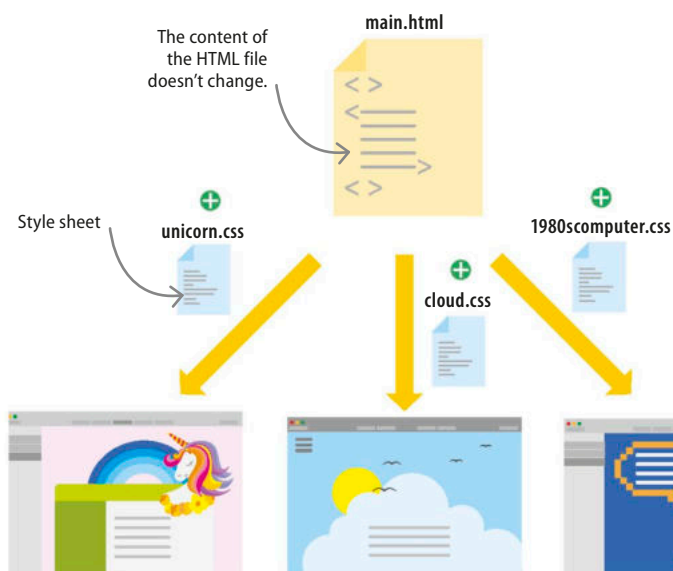 main.html
The content of
the HTML file
doesn't change.
Style sheet
unicorn.css
cloud.css
1980scomputer.css